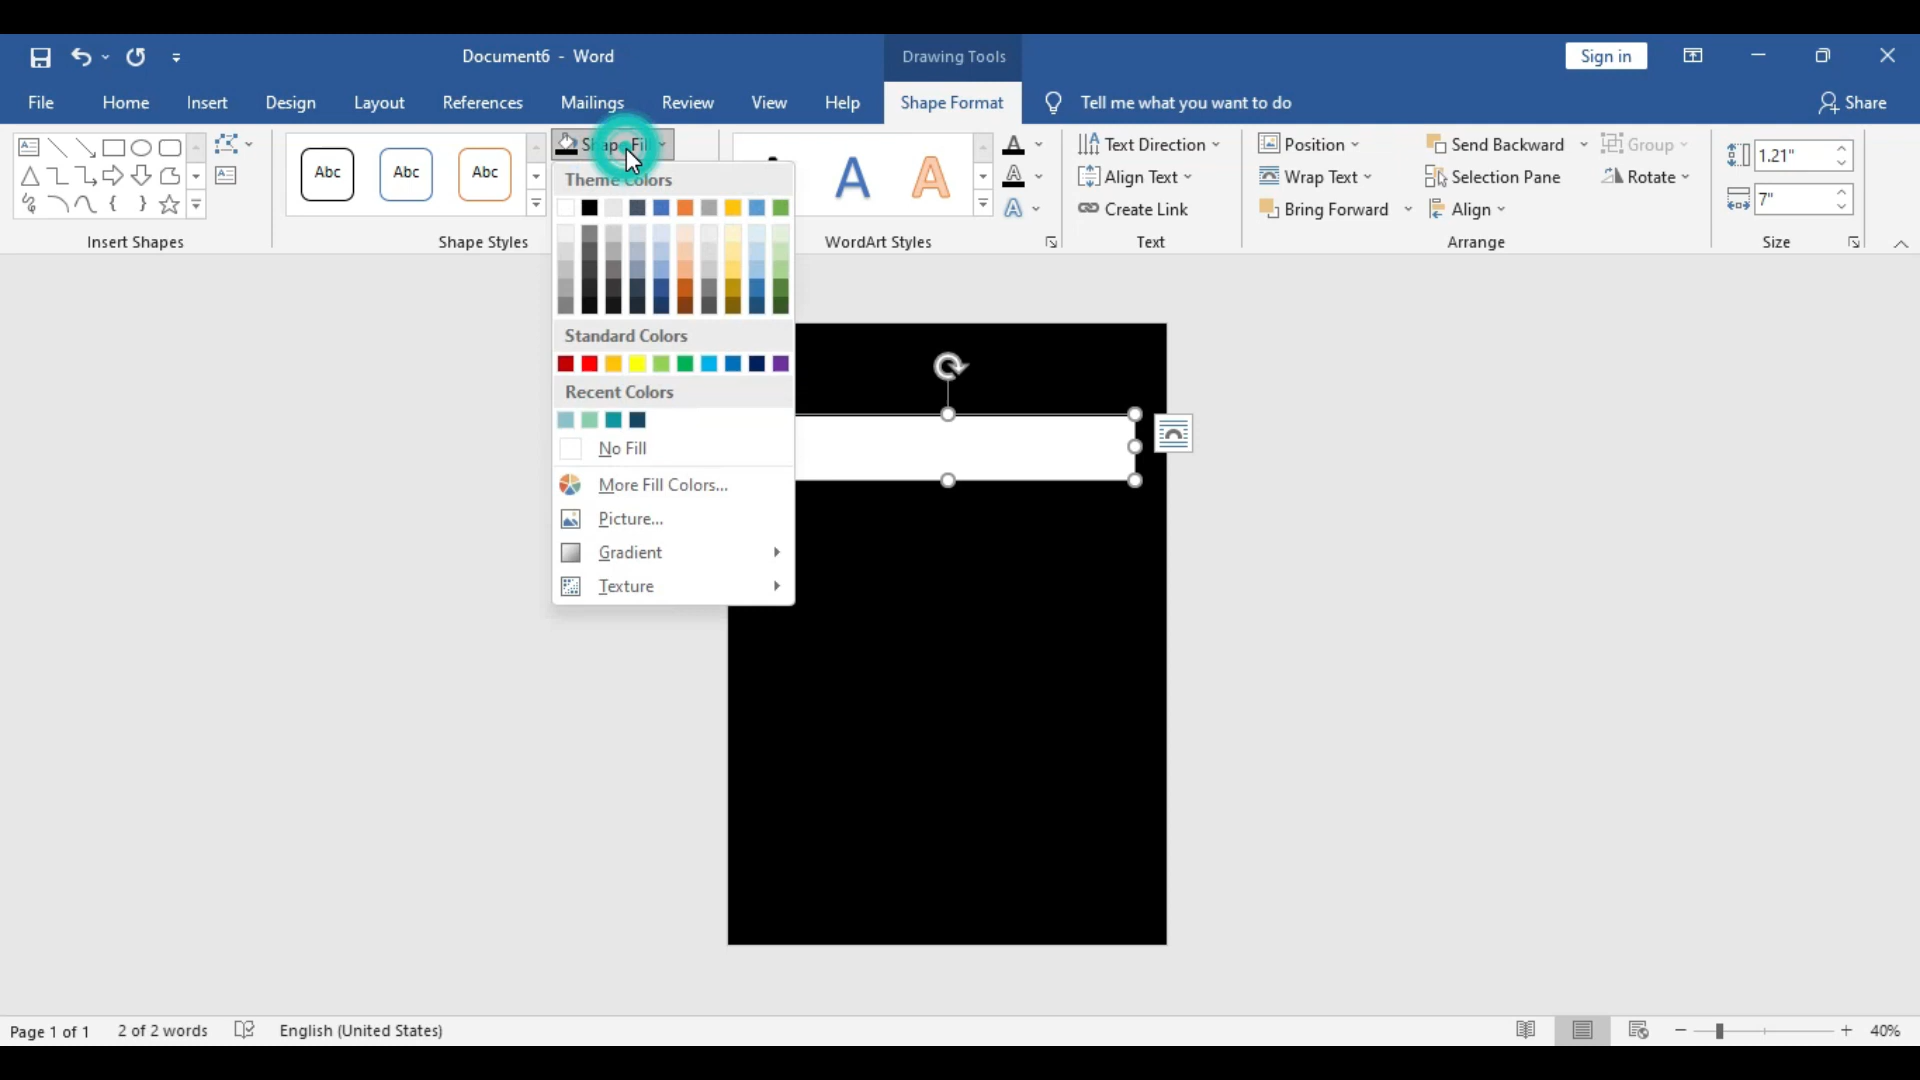 Document6 - Word
Drawing Tools
Sign in
File Home Insert Design Layout References Mailings Review View Help Shape Format Tell me what you want to do Share
Abc Abc Abc
Shape Fill
A A
Text Direction
Align Text
Create Link
Position
Wrap Text
Bring Forward
Send Backward
Selection Pane
Align
Group
Rotate
1.21"
7"
Insert Shapes Shape Styles WordArt Styles Text Arrange Size
Theme Colors
Standard Colors
Recent Colors
No Fill
More Fill Colors...
Picture...
Gradient
Texture
Page 1 of 1 2 of 2 words English (United States) 40%